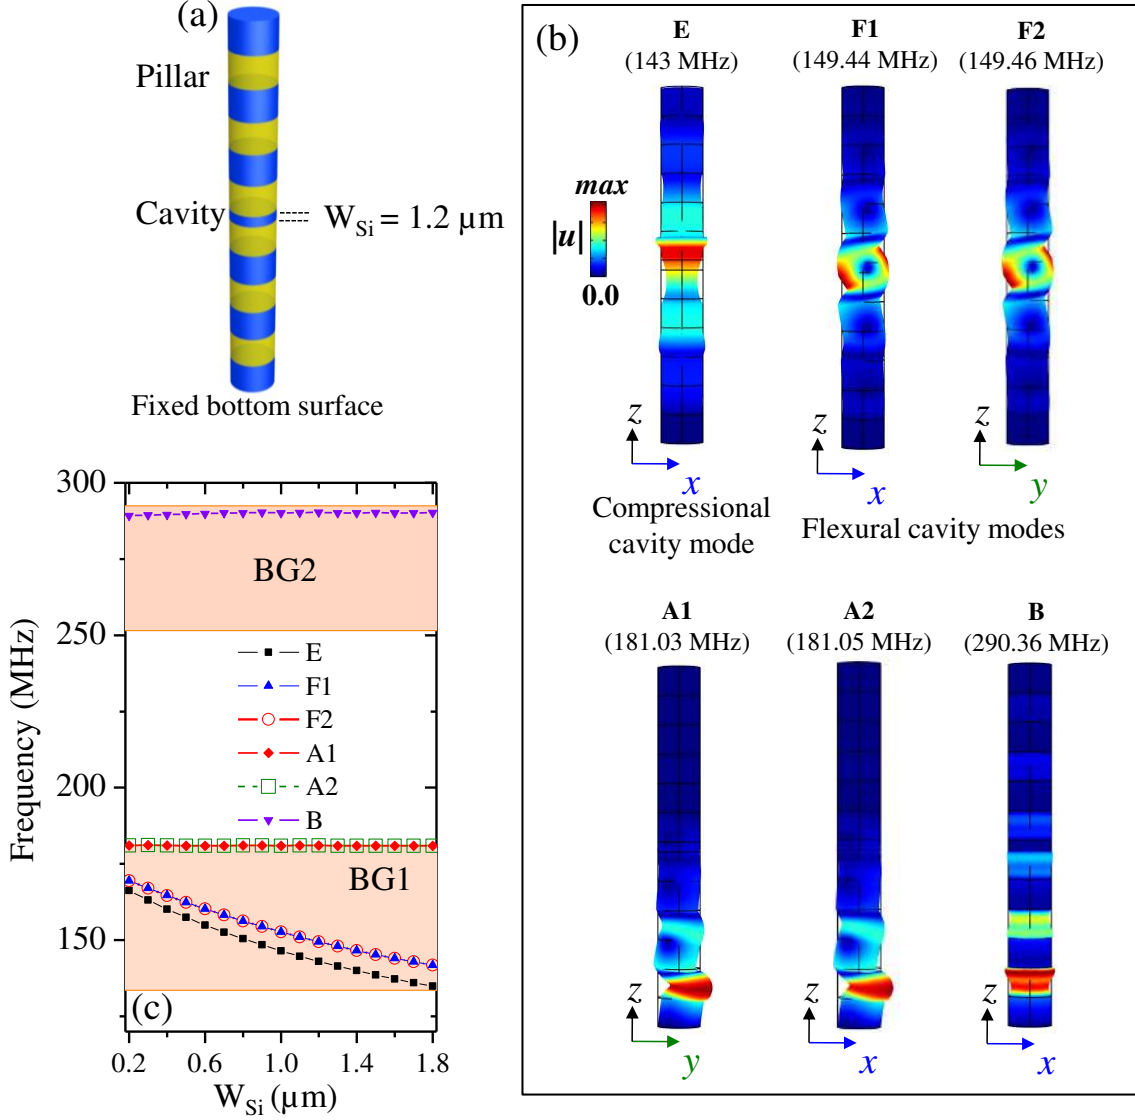 (a)
Pillar
Cavity
W_Si = 1.2 µm
Fixed bottom surface
(b)
E
(143 MHz)
F1
(149.44 MHz)
F2
(149.46 MHz)
max
|u|
0.0
z
x
z
x
z
y
Compressional
cavity mode
Flexural cavity modes
A1
(181.03 MHz)
A2
(181.05 MHz)
B
(290.36 MHz)
z
y
z
x
z
x
Frequency (MHz)
300
250
200
150
BG2
E
F1
F2
A1
A2
B
BG1
(c)
0.2 0.6 1.0 1.4 1.8
W_Si (µm)